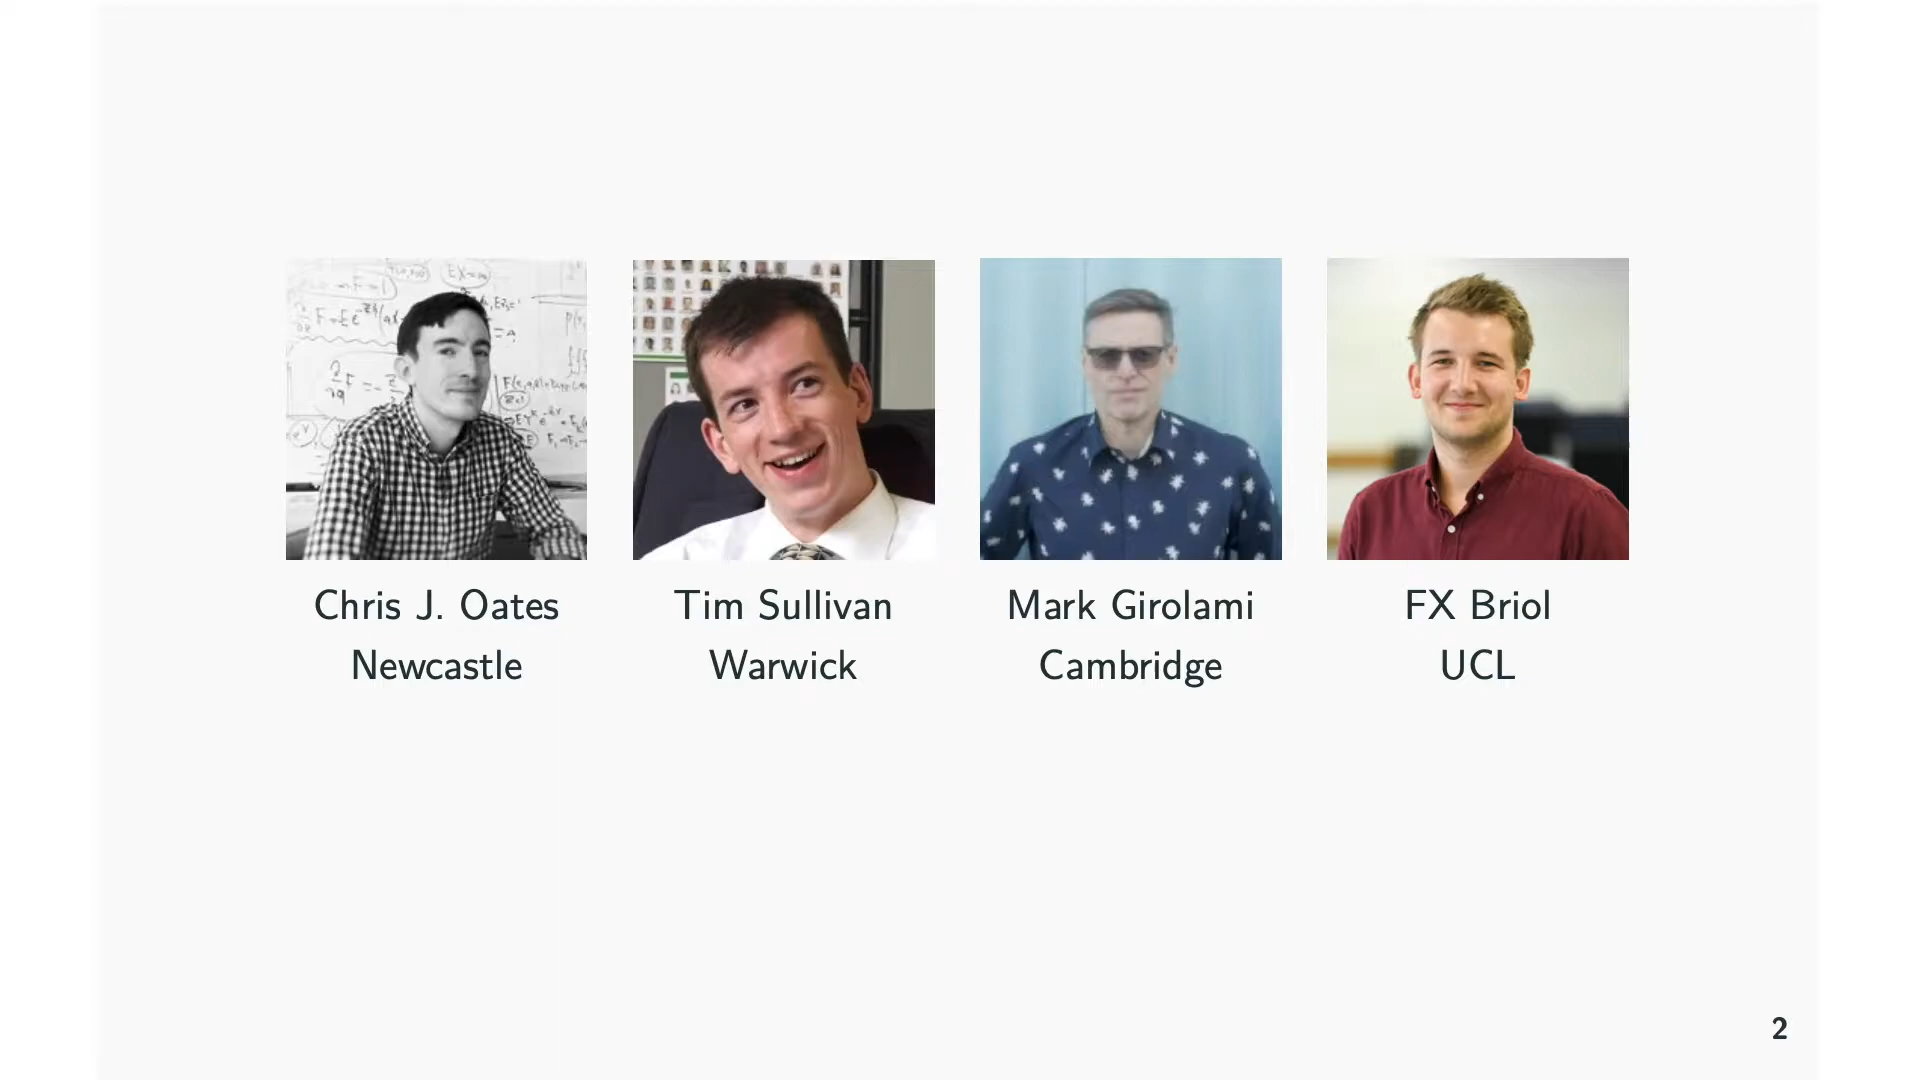 Chris J. Oates
Newcastle
Tim Sullivan
Warwick
Mark Girolami
Cambridge
FX Briol
UCL
2